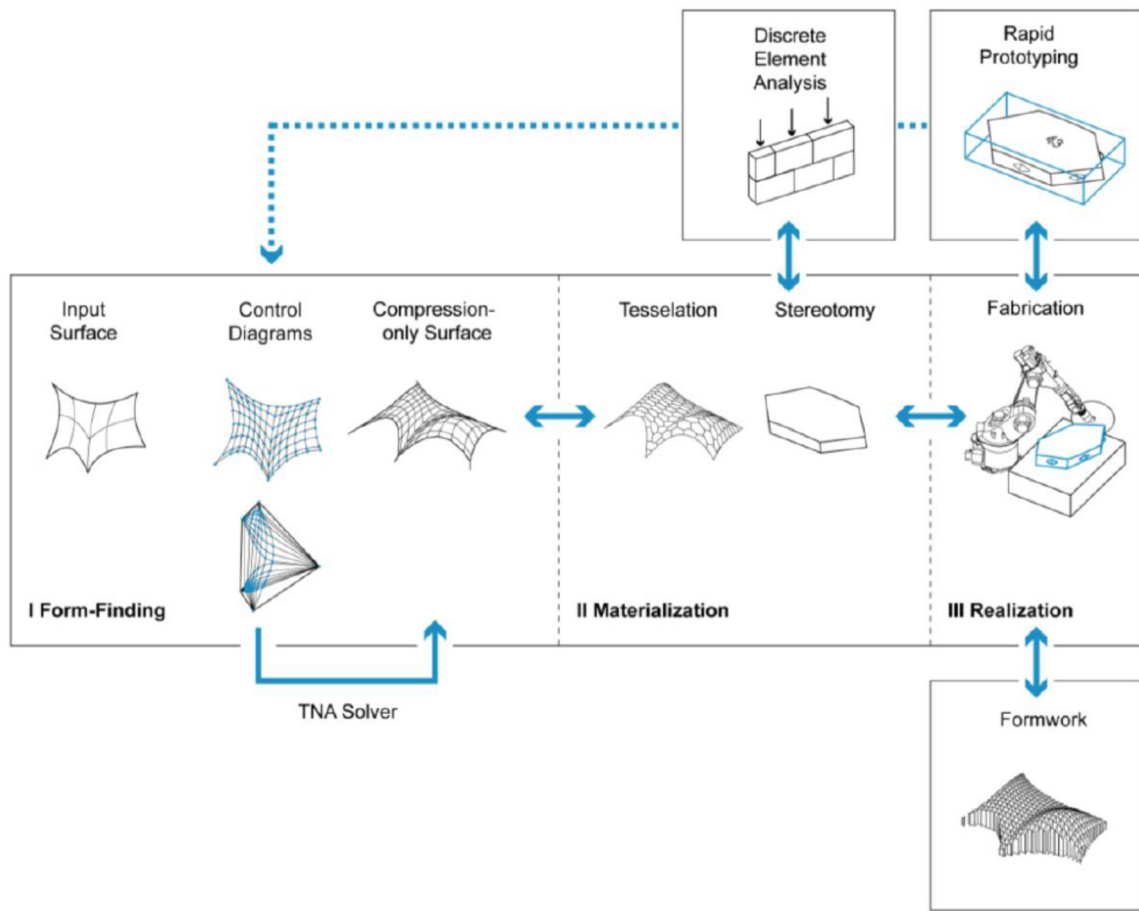 Discrete
Element
Analysis
Rapid
Prototyping
43
Input
Surface
Control
Diagrams
Compression-
only Surface
Tesselation
Stereotomy
Fabrication
I Form-Finding
II Materialization
III Realization
TNA Solver
Formwork